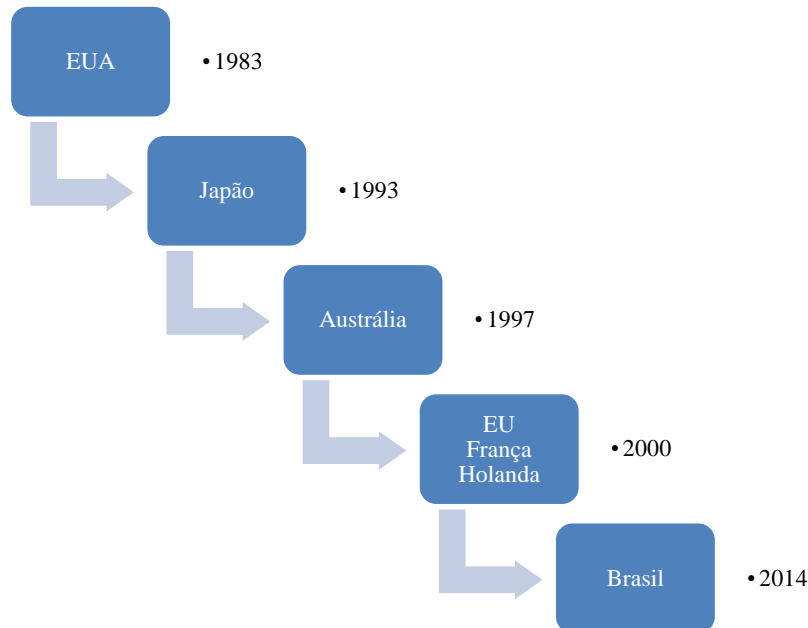 EUA
• 1983
Japão
• 1993
Austrália
• 1997
EU
França
Holanda
• 2000
Brasil
• 2014